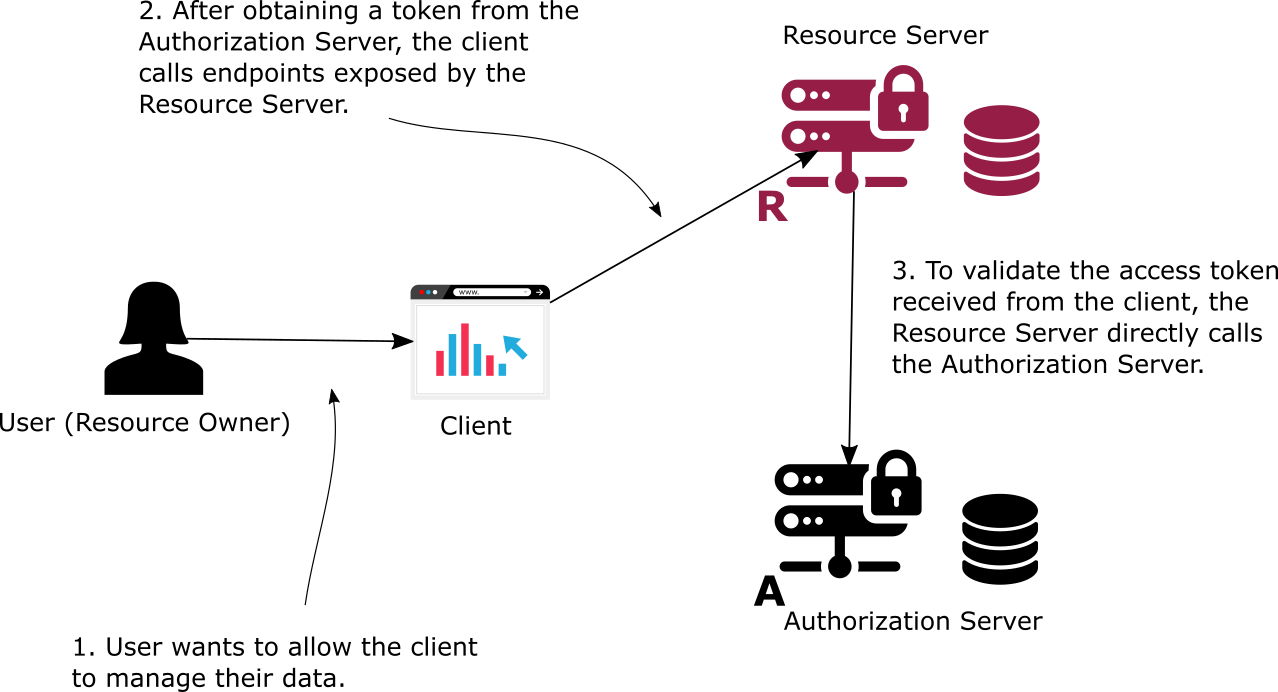 2. After obtaining a token from the
Authorization Server, the client
calls endpoints exposed by the
Resource Server.
Resource Server
R
www.
3. To validate the access token
received from the client, the
Resource Server directly calls
the Authorization Server.
User (Resource Owner)
Client
A
Authorization Server
1. User wants to allow the client
to manage their data.